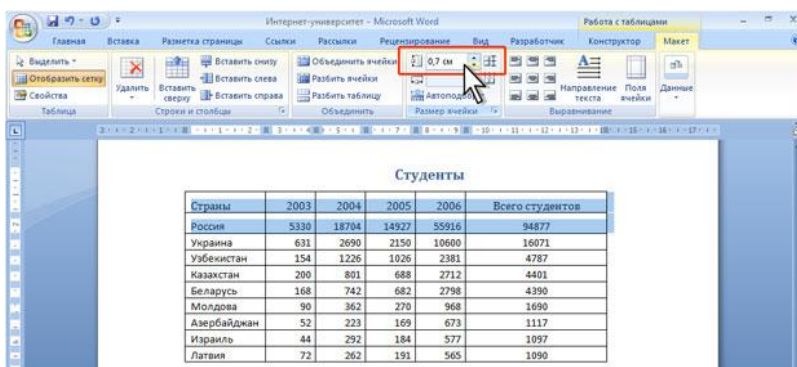 Интернет-университет - Microsoft Word
Работа с таблицами
Главная Вставка Разметка страницы Ссылки Рассылки Рецензирование Вид Разработчик Конструктор Макет
Выделить
Отобразить сетку
Свойства
Таблица
Удалить
Вставить сверху
Вставить снизу
Вставить слева
Вставить справа
Строки и столбцы
Объединить ячейки
Разбить ячейки
Разбить таблицу
Объединить
0,7 см
Автопод
Размер ячейки
Направление текста
Поля ячейки
Выравнивание
Данные
Студенты
Страны 2003 2004 2005 2006 Всего студентов
Россия 5330 18704 14927 55916 94877
Украина 631 2690 2150 10600 16071
Узбекистан 154 1226 1026 2381 4787
Казахстан 200 801 688 2712 4401
Беларусь 168 742 682 2798 4390
Молдова 90 362 270 968 1690
Азербайджан 52 223 169 673 1117
Израиль 44 292 184 577 1097
Латвия 72 262 191 565 1090